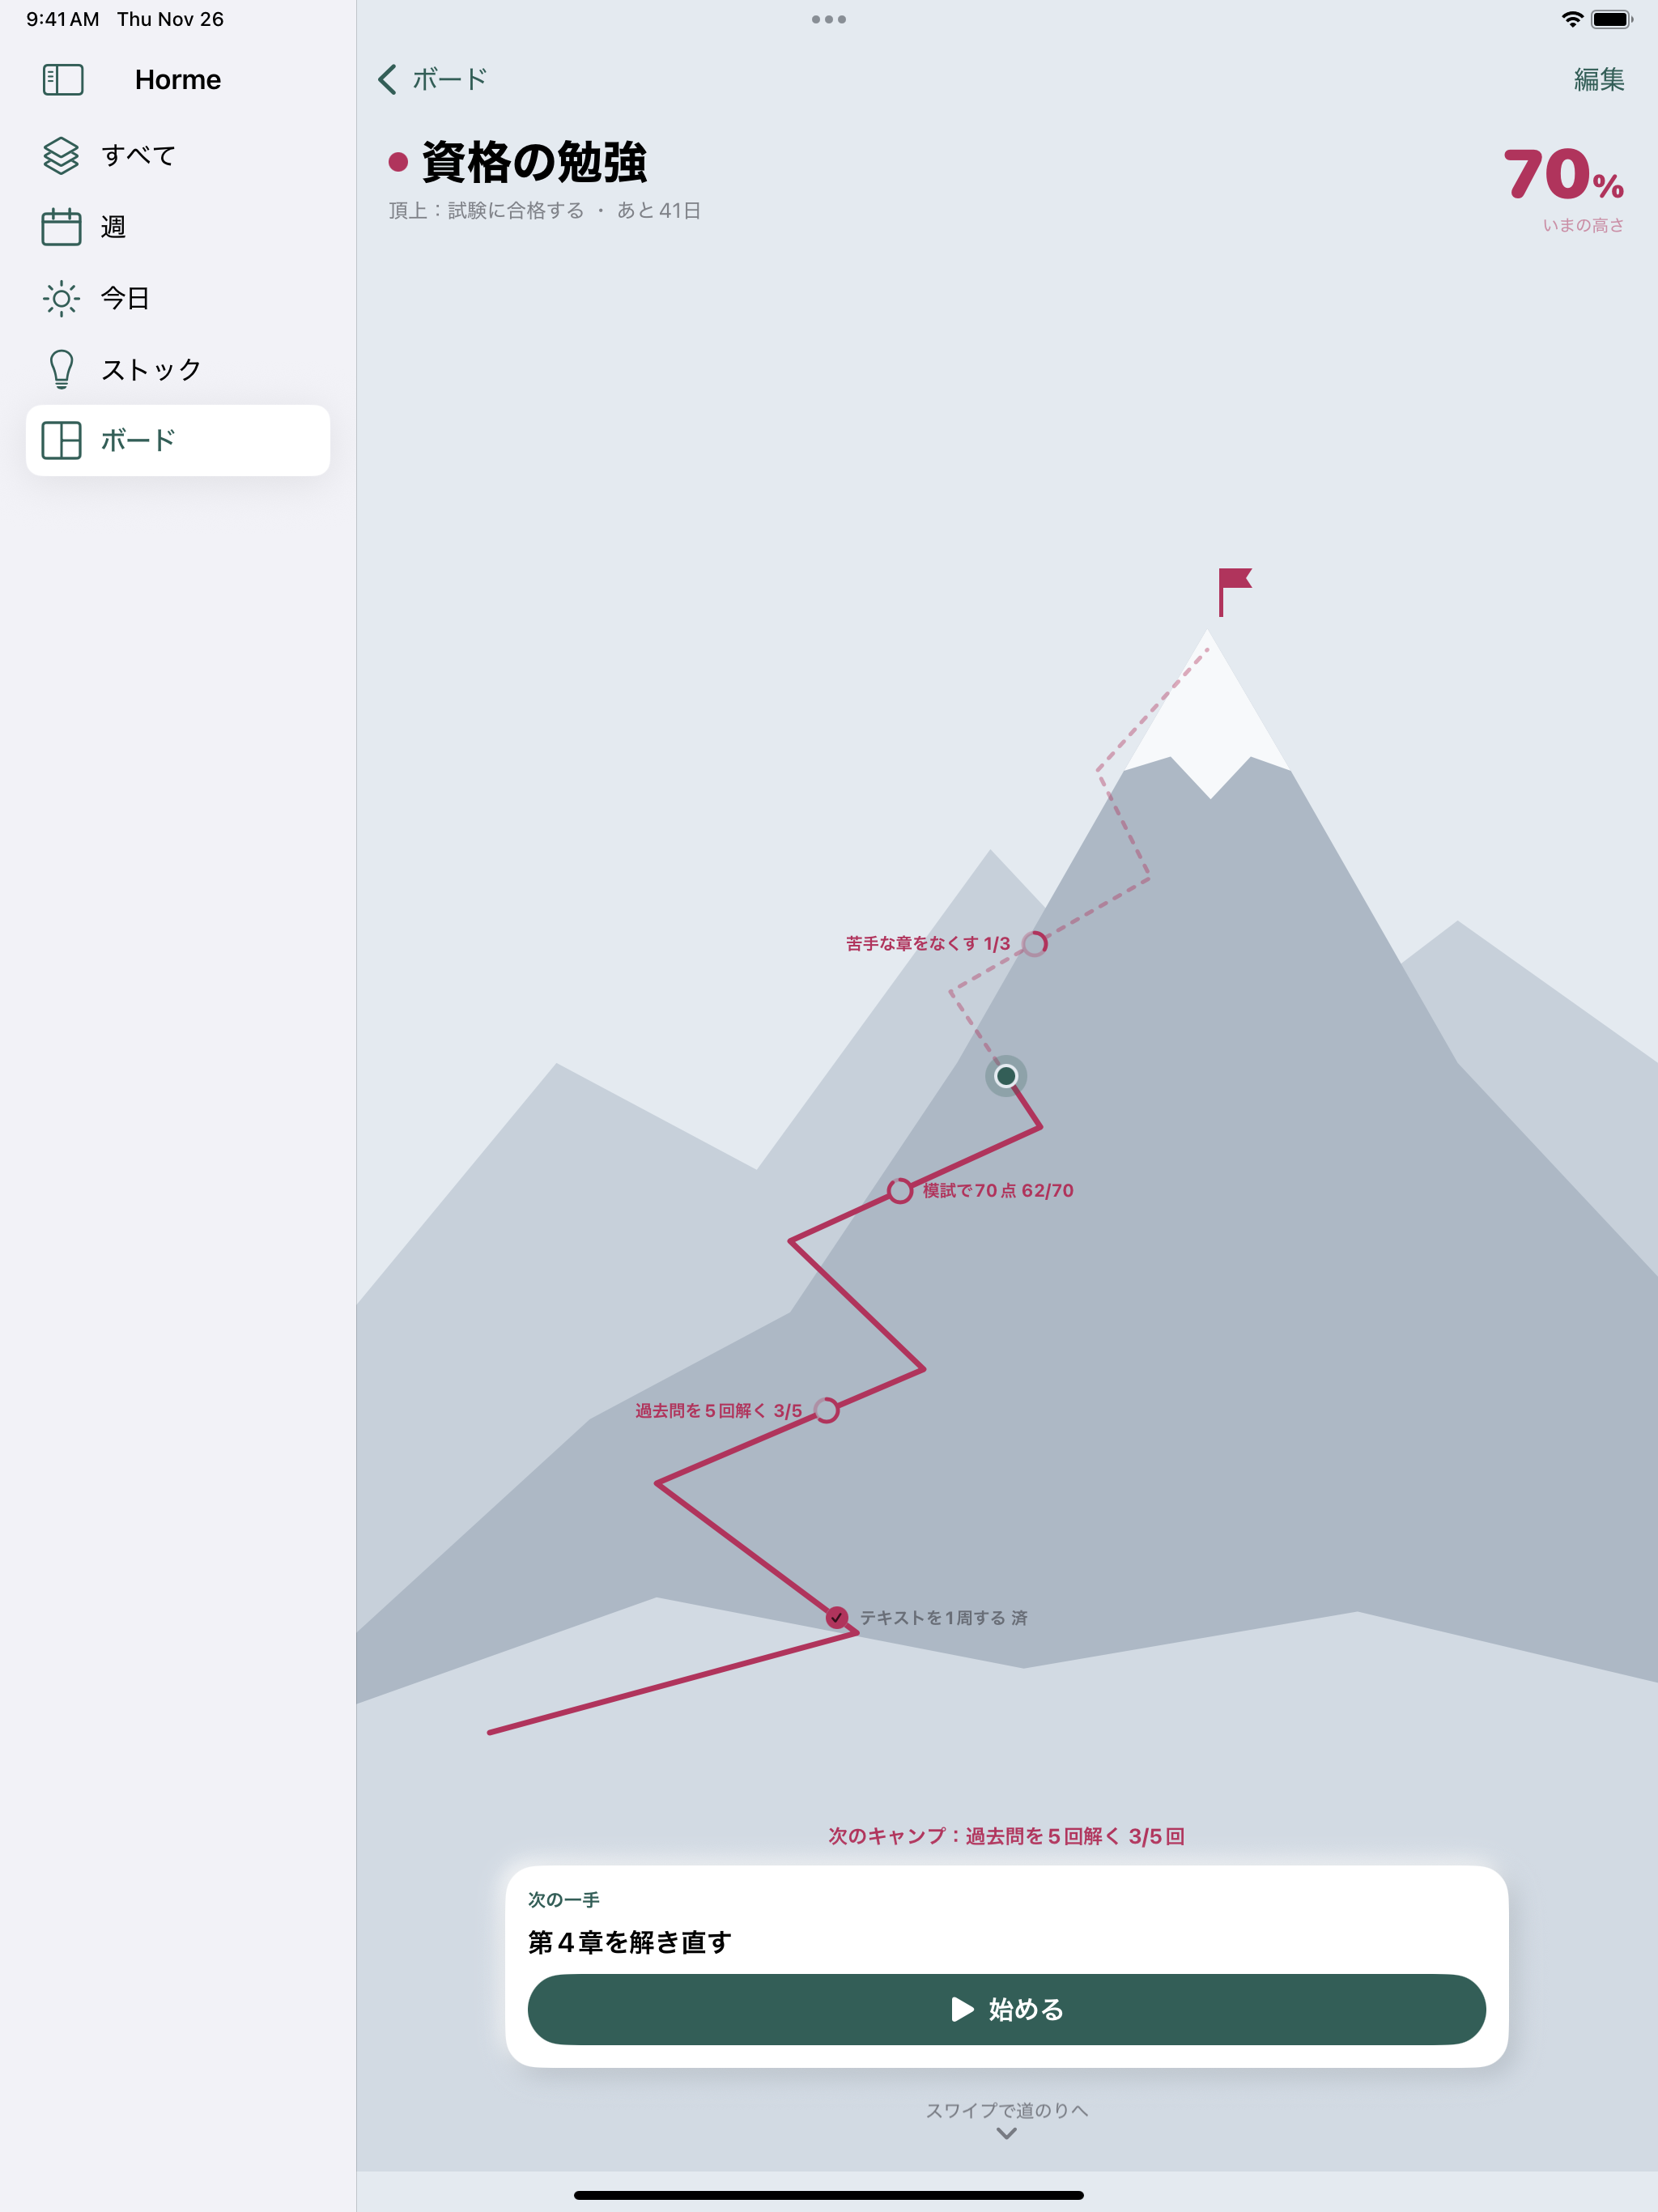 9:41 AM Thu Nov 26
Horme
すべて
週
今日
ストック
ボード
ボード
編集
資格の勉強
頂上：試験に合格する ・ あと41日
70%
いまの高さ
苦手な章をなくす 1/3
模試で70点 62/70
過去問を5回解く 3/5
テキストを1周する 済
次のキャンプ：過去問を5回解く 3/5回
次の一手
第4章を解き直す
始める
スワイプで道のりへ